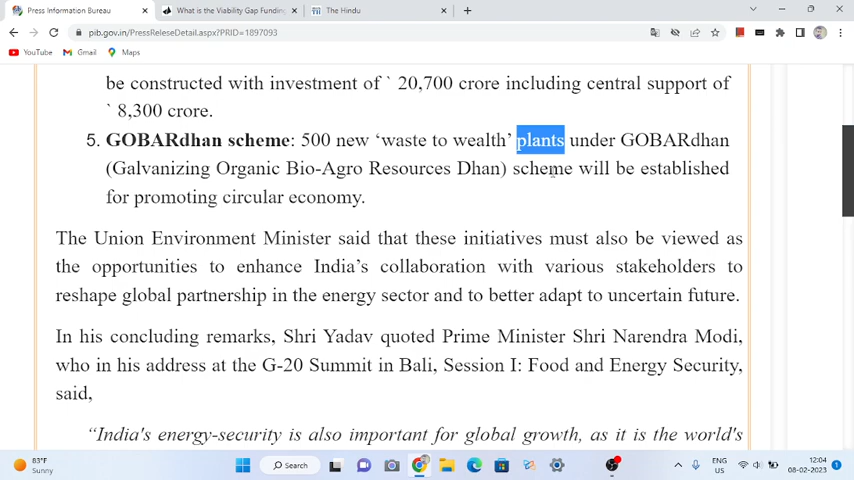 Press Information Bureau
What is the Viability Gap Funding
The Hindu
pib.gov.in/PressReleseDetail.aspx?PRID=1897093
YouTube Gmail Maps
be constructed with investment of ` 20,700 crore including central support of
` 8,300 crore.
5. GOBARdhan scheme: 500 new ‘waste to wealth’ plants under GOBARdhan
(Galvanizing Organic Bio-Agro Resources Dhan) scheme will be established
for promoting circular economy.
The Union Environment Minister said that these initiatives must also be viewed as
the opportunities to enhance India’s collaboration with various stakeholders to
reshape global partnership in the energy sector and to better adapt to uncertain future.
In his concluding remarks, Shri Yadav quoted Prime Minister Shri Narendra Modi,
who in his address at the G-20 Summit in Bali, Session I: Food and Energy Security,
said,
“India's energy-security is also important for global growth, as it is the world's
83°F
Sunny
Search
ENG
US
12:04
08-02-2023